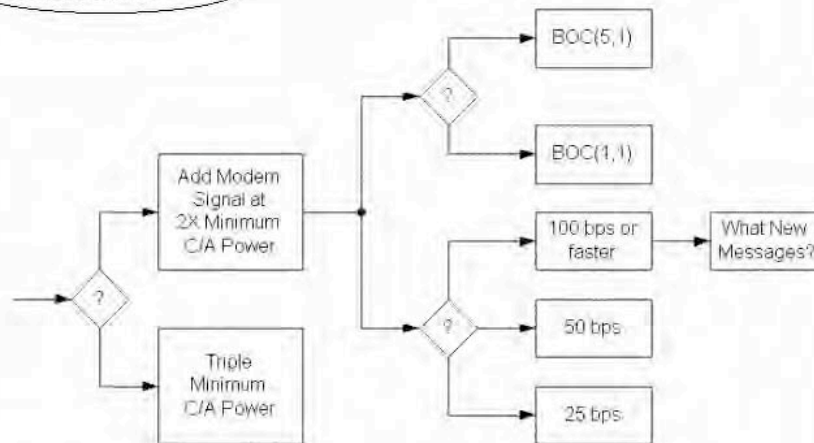 ?
Add Modern
Signal at
2X Minimum
C/A Power
Triple
Minimum
C/A Power
?
BOC(5,1)
BOC(1,1)
?
100 bps or
faster
50 bps
25 bps
What New
Messages?